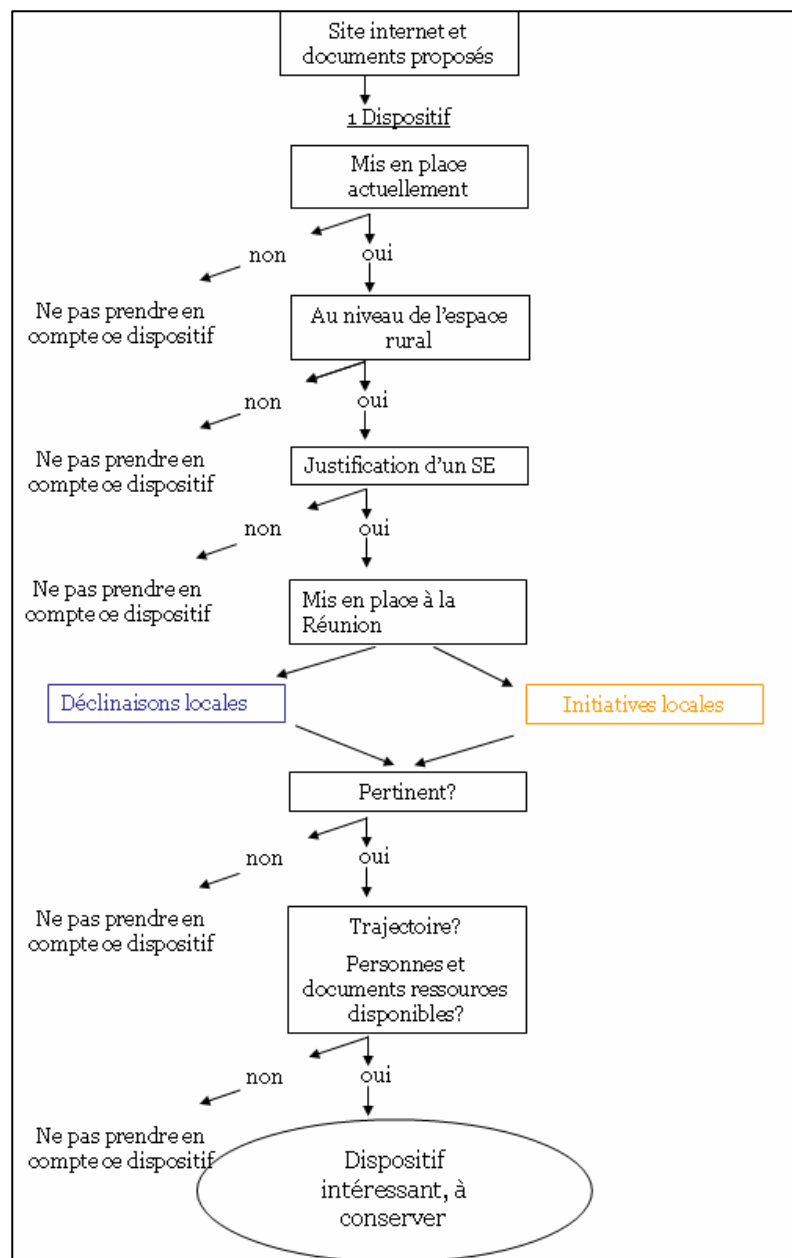 Site internet et
documents proposés
1 Dispositif
Mis en place
actuellement
non
oui
Ne pas prendre en
compte ce dispositif
Au niveau de l'espace
rural
non
oui
Ne pas prendre en
compte ce dispositif
Justification d'un SE
non
oui
Ne pas prendre en
compte ce dispositif
Mis en place à la
Réunion
Déclinaisons locales
Initiatives locales
Pertinent?
non
oui
Ne pas prendre en
compte ce dispositif
Trajectoire?
Personnes et
documents ressources
disponibles?
non
oui
Ne pas prendre en
compte ce dispositif
Dispositif
intéressant, à
conserver